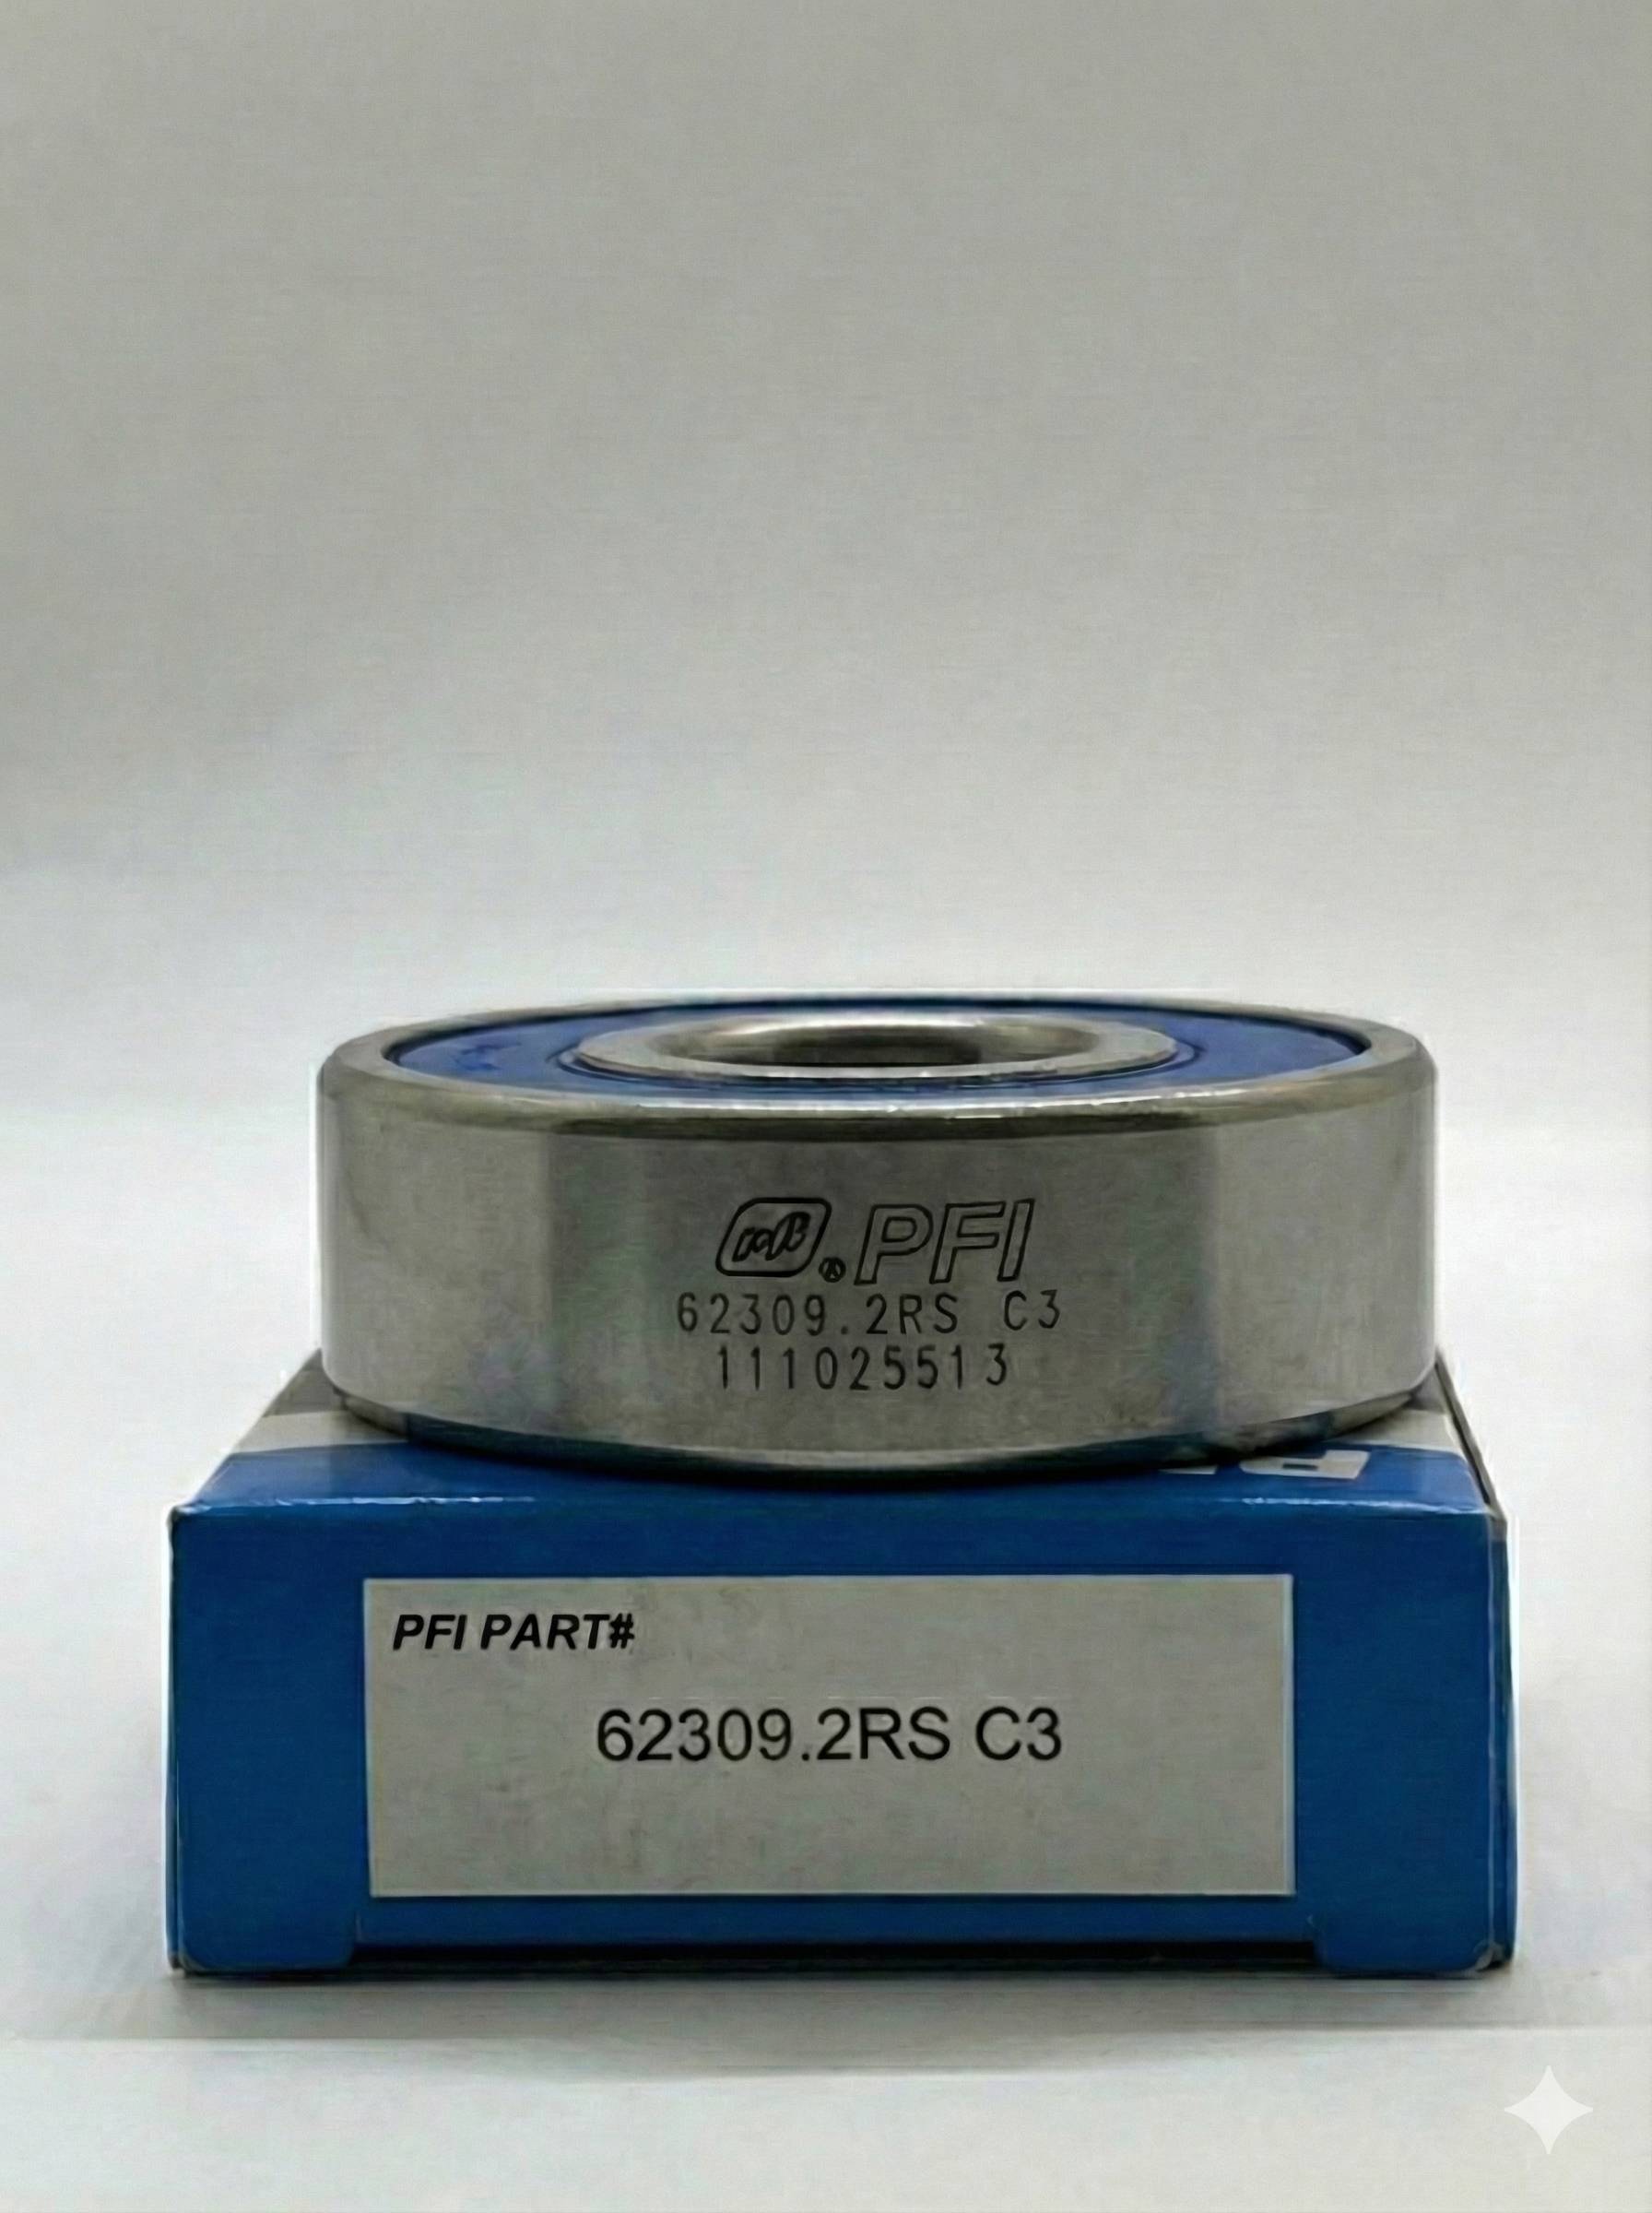 PFI
62309.2RS C3
111025513
PFI PART#
62309.2RS C3